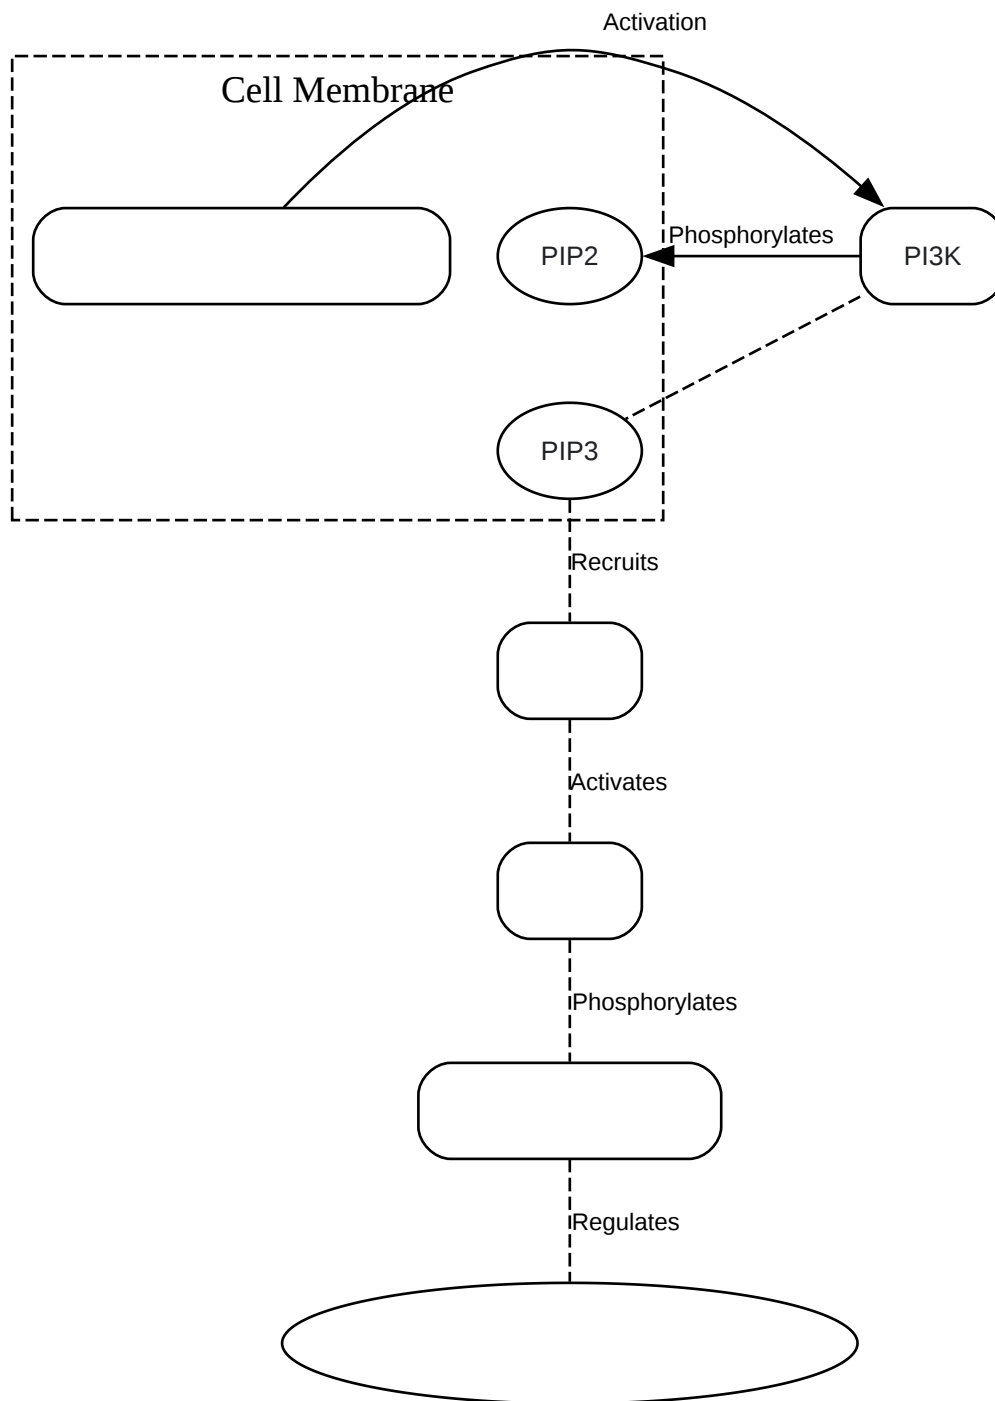 Activation
Cell Membrane
PIP2
Phosphorylates
PI3K
PIP3
Recruits
Activates
Phosphorylates
Regulates